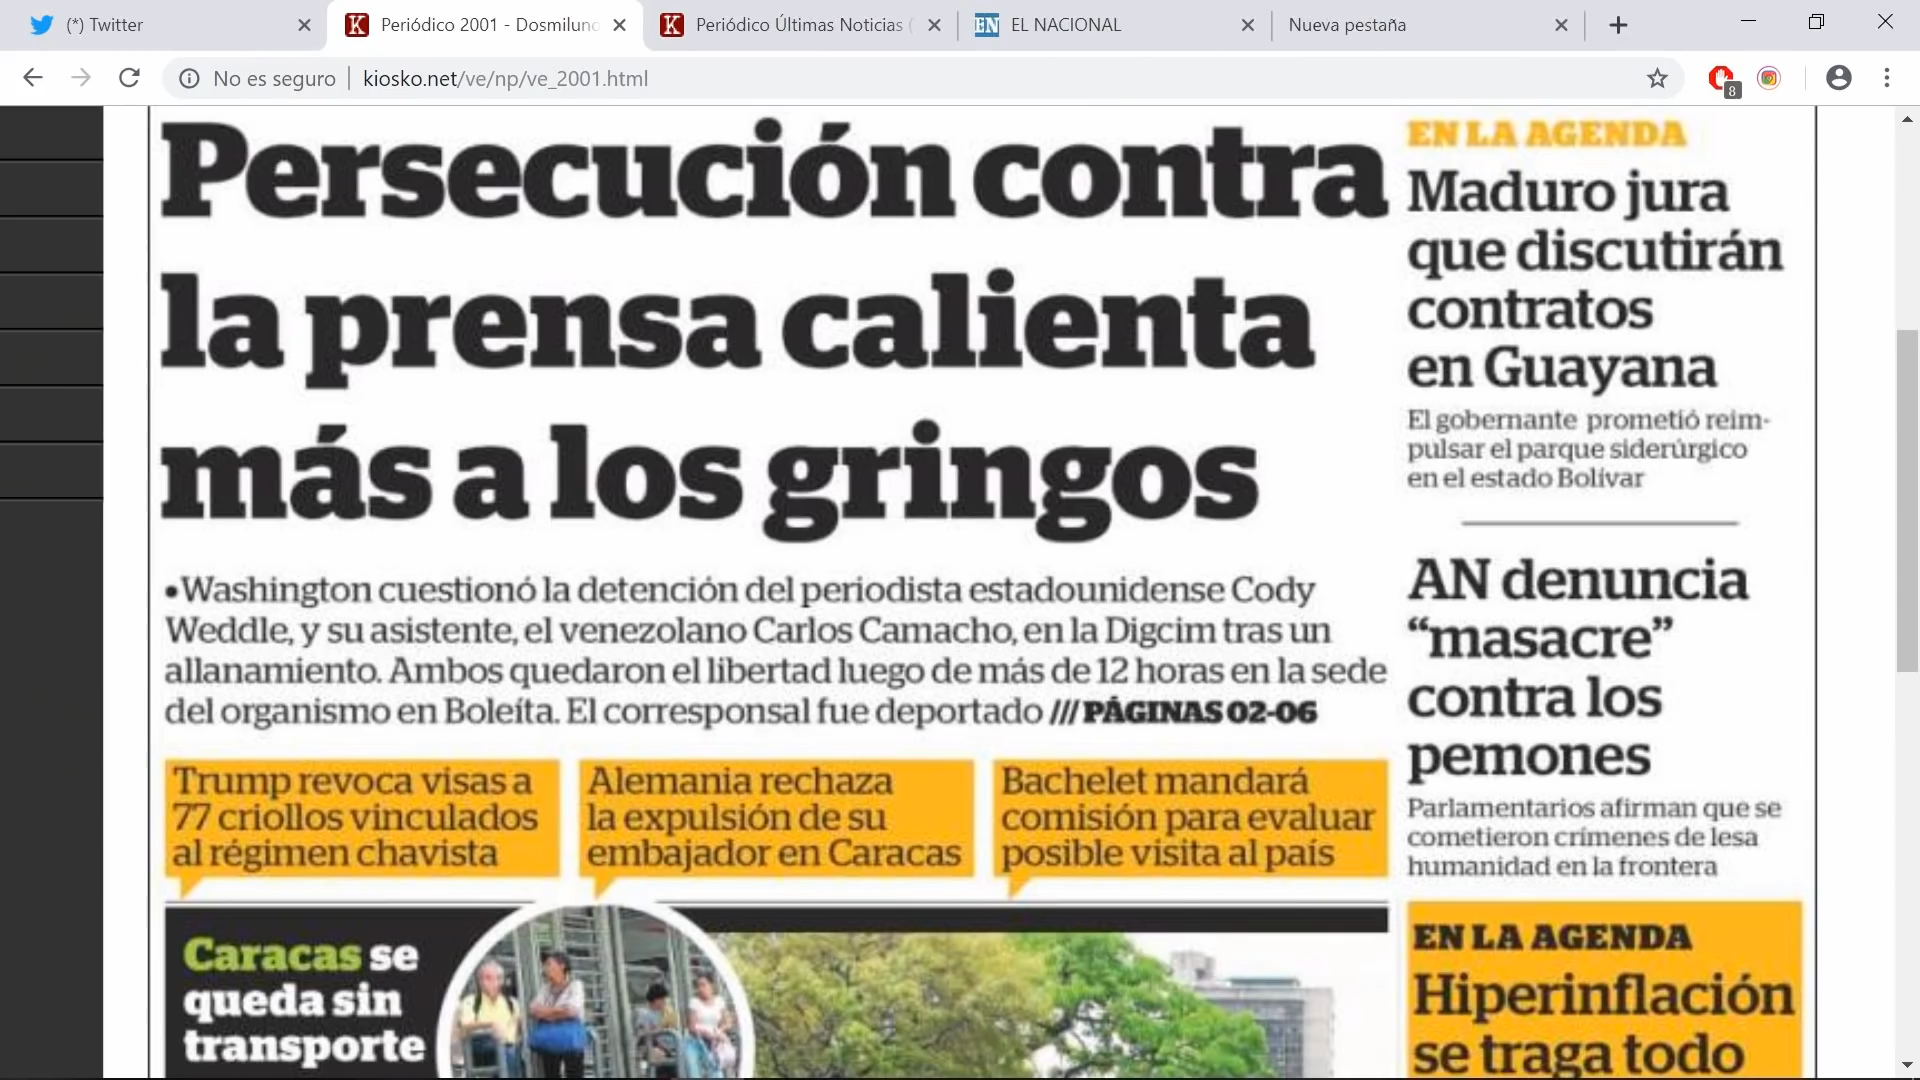 (*) Twitter
Periódico 2001 - Dosmiluno
Periódico Últimas Noticias (
EN EL NACIONAL
Nueva pestaña
No es seguro | kiosko.net/ve/np/ve_2001.html
8
Persecución contra
la prensa calienta
más a los gringos
•Washington cuestionó la detención del periodista estadounidense Cody
Weddle, y su asistente, el venezolano Carlos Camacho, en la Digcim tras un
allanamiento. Ambos quedaron el libertad luego de más de 12 horas en la sede
del organismo en Boleíta. El corresponsal fue deportado /// PÁGINAS 02-06
Trump revoca visas a
77 criollos vinculados
al régimen chavista
Alemania rechaza
la expulsión de su
embajador en Caracas
Bachelet mandará
comisión para evaluar
posible visita al país
Caracas se
queda sin
transporte
EN LA AGENDA
Maduro jura
que discutirán
contratos
en Guayana
El gobernante prometió reim-
pulsar el parque siderúrgico
en el estado Bolívar
AN denuncia
“masacre”
contra los
pemones
Parlamentarios afirman que se
cometieron crímenes de lesa
humanidad en la frontera
EN LA AGENDA
Hiperinflación
se traga todo